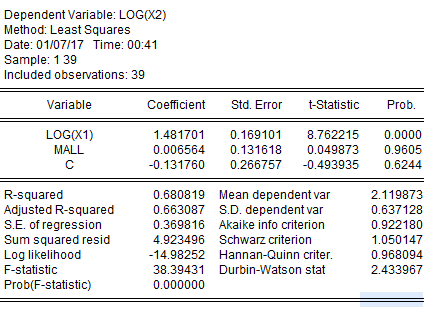 Dependent Variable: LOG(X2)
Method: Least Squares
Date: 01/07/17 Time: 00:41
Sample: 1 39
Included observations: 39
Variable Coefficient Std. Error t-Statistic Prob.
LOG(X1) 1.481701 0.169101 8.762215 0.0000
MALL 0.006564 0.131618 0.049873 0.9605
C -0.131760 0.266757 -0.493935 0.6244
R-squared 0.680819 Mean dependent var 2.119873
Adjusted R-squared 0.663087 S.D. dependent var 0.637128
S.E. of regression 0.369816 Akaike info criterion 0.922180
Sum squared resid 4.923496 Schwarz criterion 1.050147
Log likelihood -14.98252 Hannan-Quinn criter. 0.968094
F-statistic 38.39431 Durbin-Watson stat 2.433967
Prob(F-statistic) 0.000000